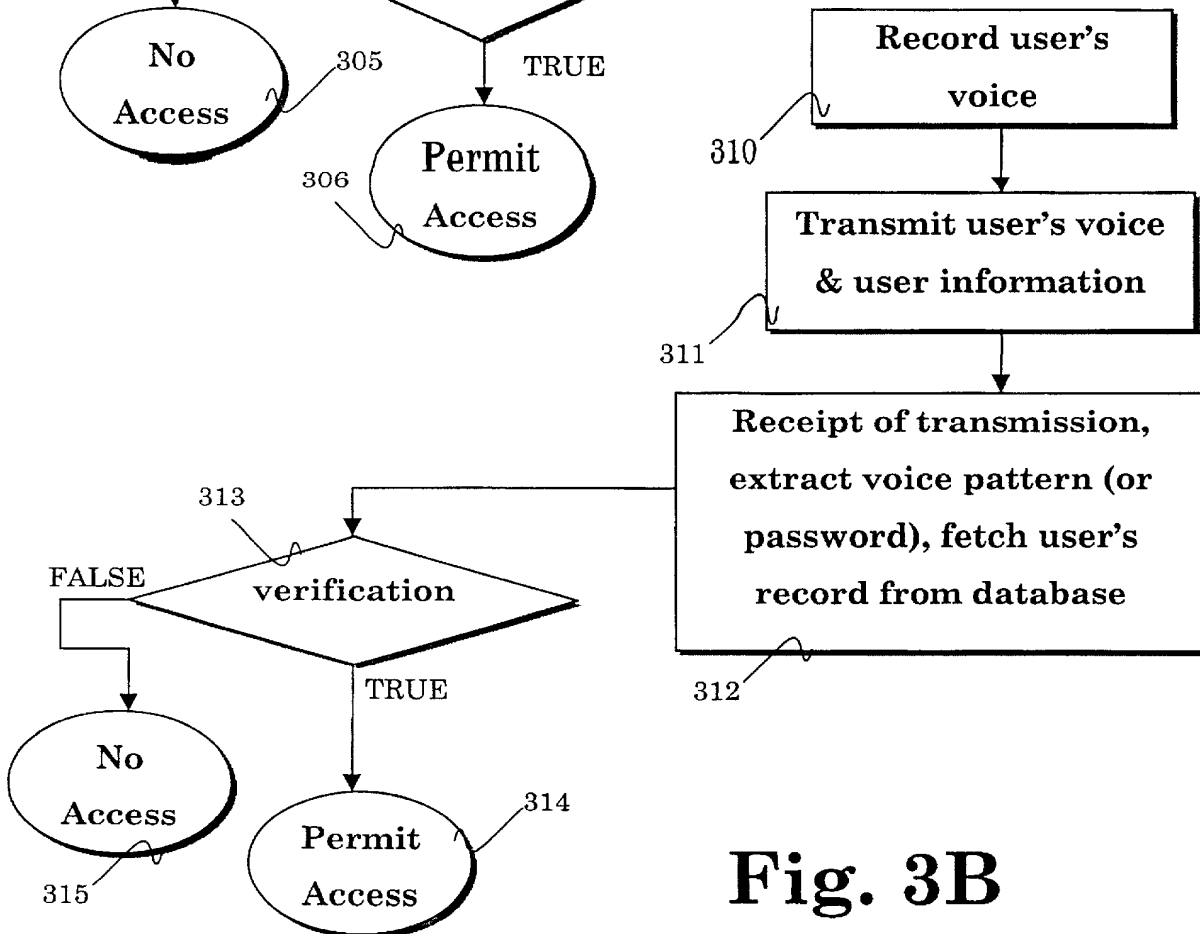 No
Access
305
TRUE
Permit
Access
306
Record user's
voice
310
Transmit user's voice
& user information
311
Receipt of transmission,
extract voice pattern (or
password), fetch user's
record from database
312
313
verification
FALSE
TRUE
No
Access
315
Permit
Access
314
Fig. 3B